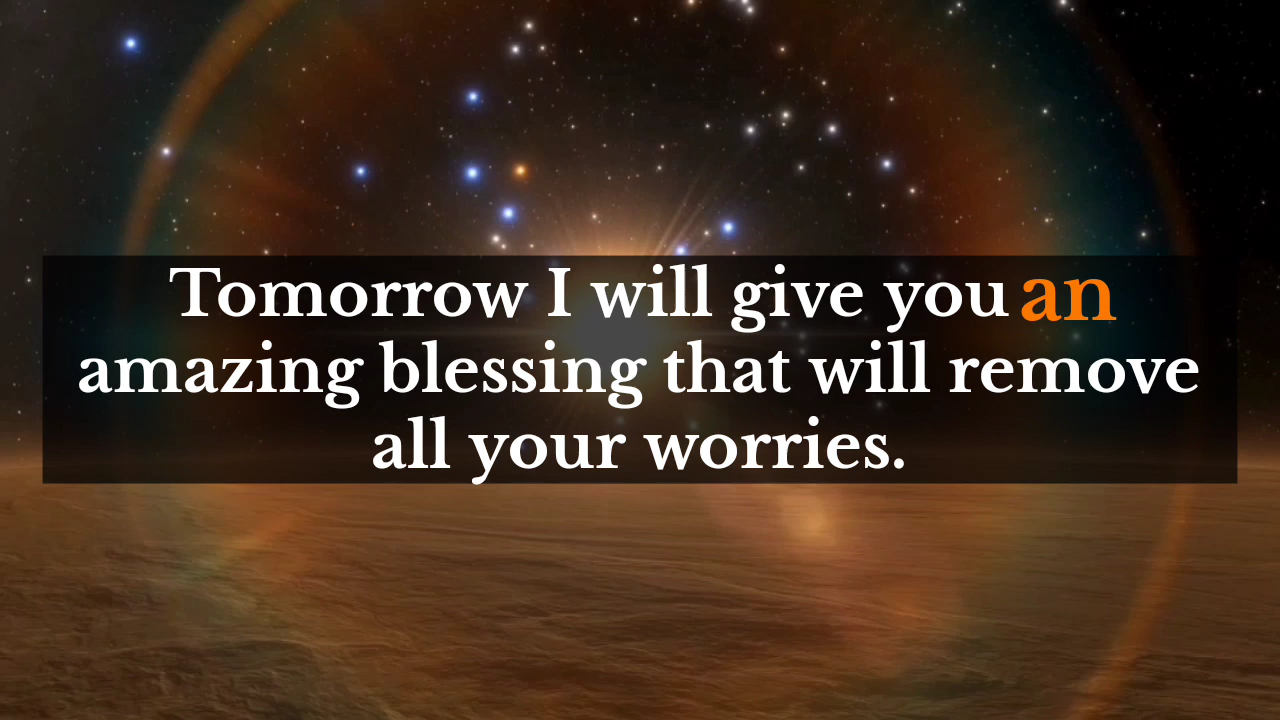 Tomorrow I will give you an
amazing blessing that will remove
all your worries.